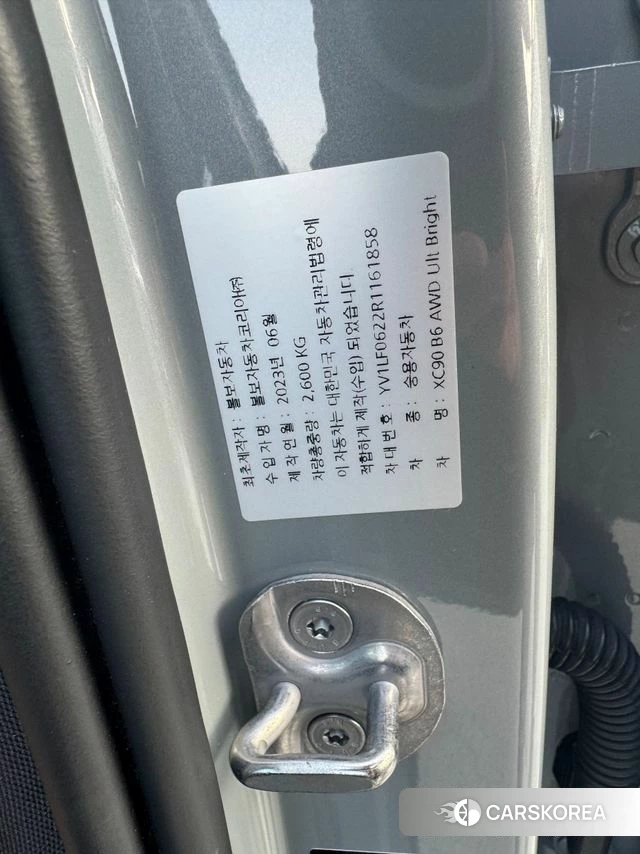 최초제작자 : 볼보자동차
수 입 자 명 : 볼보자동차코리아㈜
제 작 연 월 : 2023년 06월
차량총중량 : 2,600 KG
이 자동차는 대한민국 자동차관리법령에
적합하게 제작(수입) 되었습니다.
차 대 번 호 : YV1LF0622R1161858
차 종 : 승용자동차
차 명 : XC90 B6 AWD Ult Bright
CARSKOREA